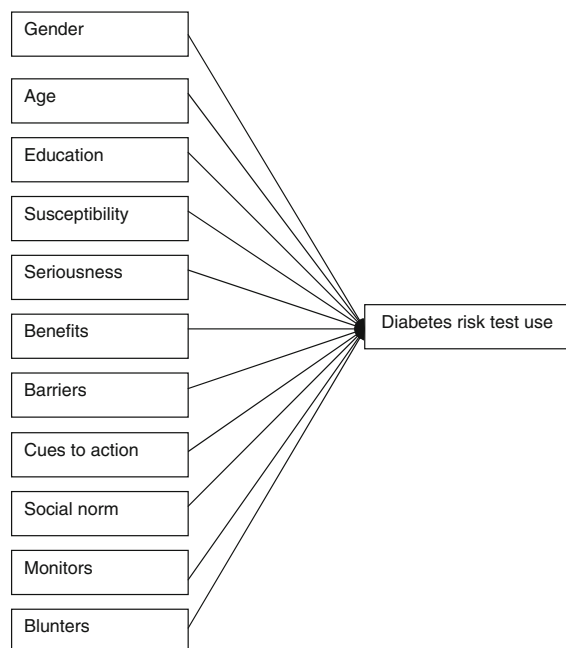 Gender
Age
Education
Susceptibility
Seriousness
Benefits
Diabetes risk test use
Barriers
Cues to action
Social norm
Monitors
Blunters